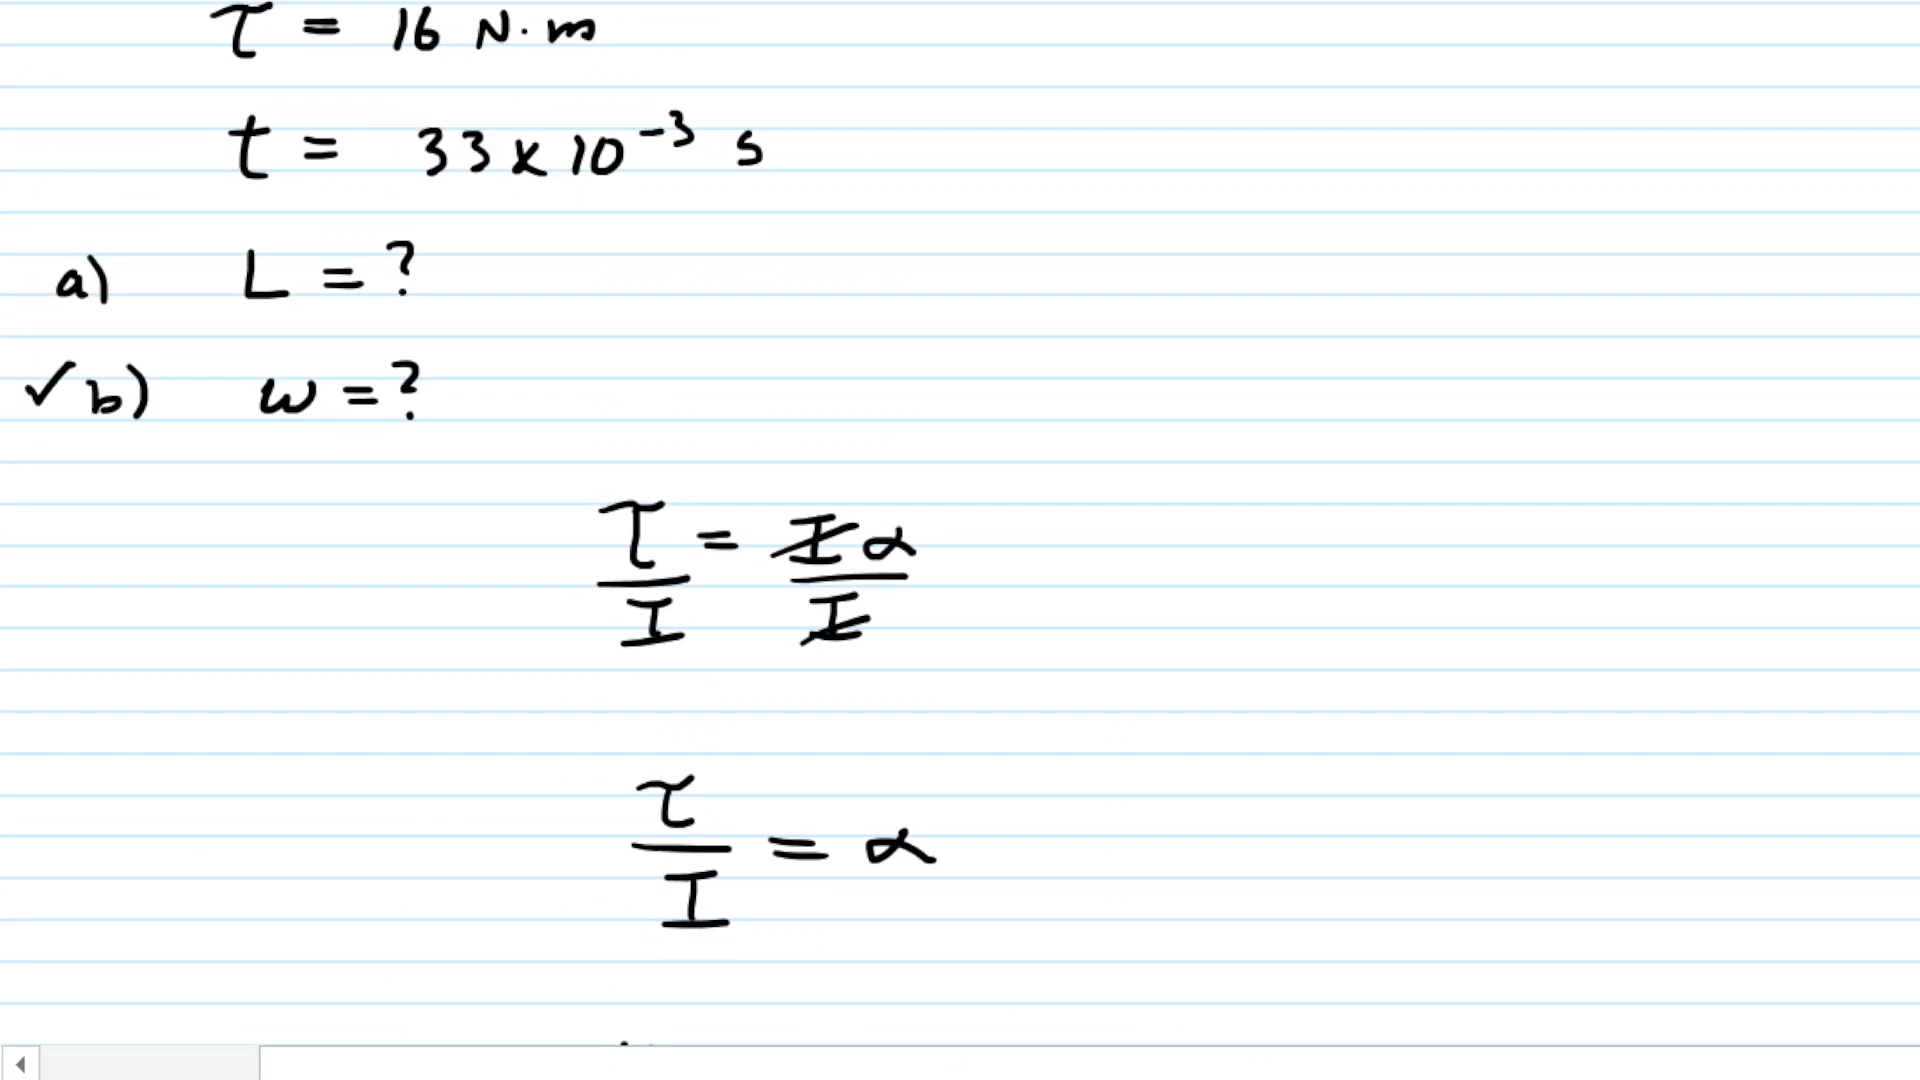 τ = 16 N·m
t = 33 x 10⁻³ s
a) L = ?
✓ b) ω = ?
τ/I = Iα/I
τ/I = α